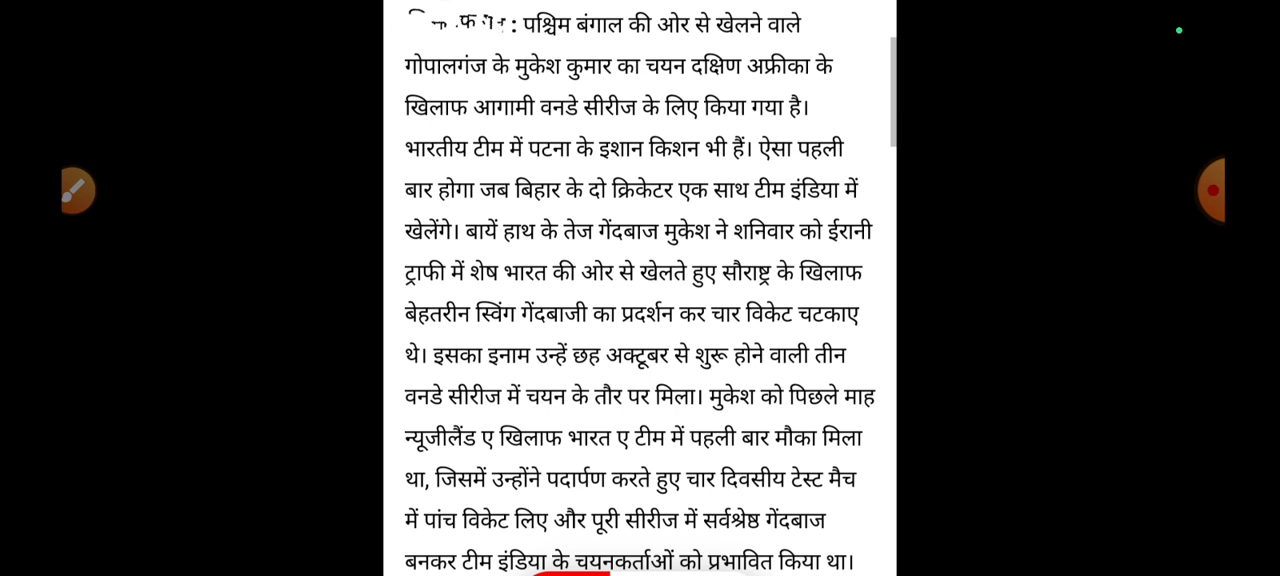 : पश्चिम बंगाल की ओर से खेलने वाले
गोपालगंज के मुकेश कुमार का चयन दक्षिण अफ्रीका के
खिलाफ आगामी वनडे सीरीज के लिए किया गया है।
भारतीय टीम में पटना के इशान किशन भी हैं। ऐसा पहली
बार होगा जब बिहार के दो क्रिकेटर एक साथ टीम इंडिया में
खेलेंगे। बायें हाथ के तेज गेंदबाज मुकेश ने शनिवार को ईरानी
ट्राफी में शेष भारत की ओर से खेलते हुए सौराष्ट्र के खिलाफ
बेहतरीन स्विंग गेंदबाजी का प्रदर्शन कर चार विकेट चटकाए
थे। इसका इनाम उन्हें छह अक्टूबर से शुरू होने वाली तीन
वनडे सीरीज में चयन के तौर पर मिला। मुकेश को पिछले माह
न्यूजीलैंड ए खिलाफ भारत ए टीम में पहली बार मौका मिला
था, जिसमें उन्होंने पदार्पण करते हुए चार दिवसीय टेस्ट मैच
में पांच विकेट लिए और पूरी सीरीज में सर्वश्रेष्ठ गेंदबाज
बनकर टीम इंडिया के चयनकर्ताओं को प्रभावित किया था।